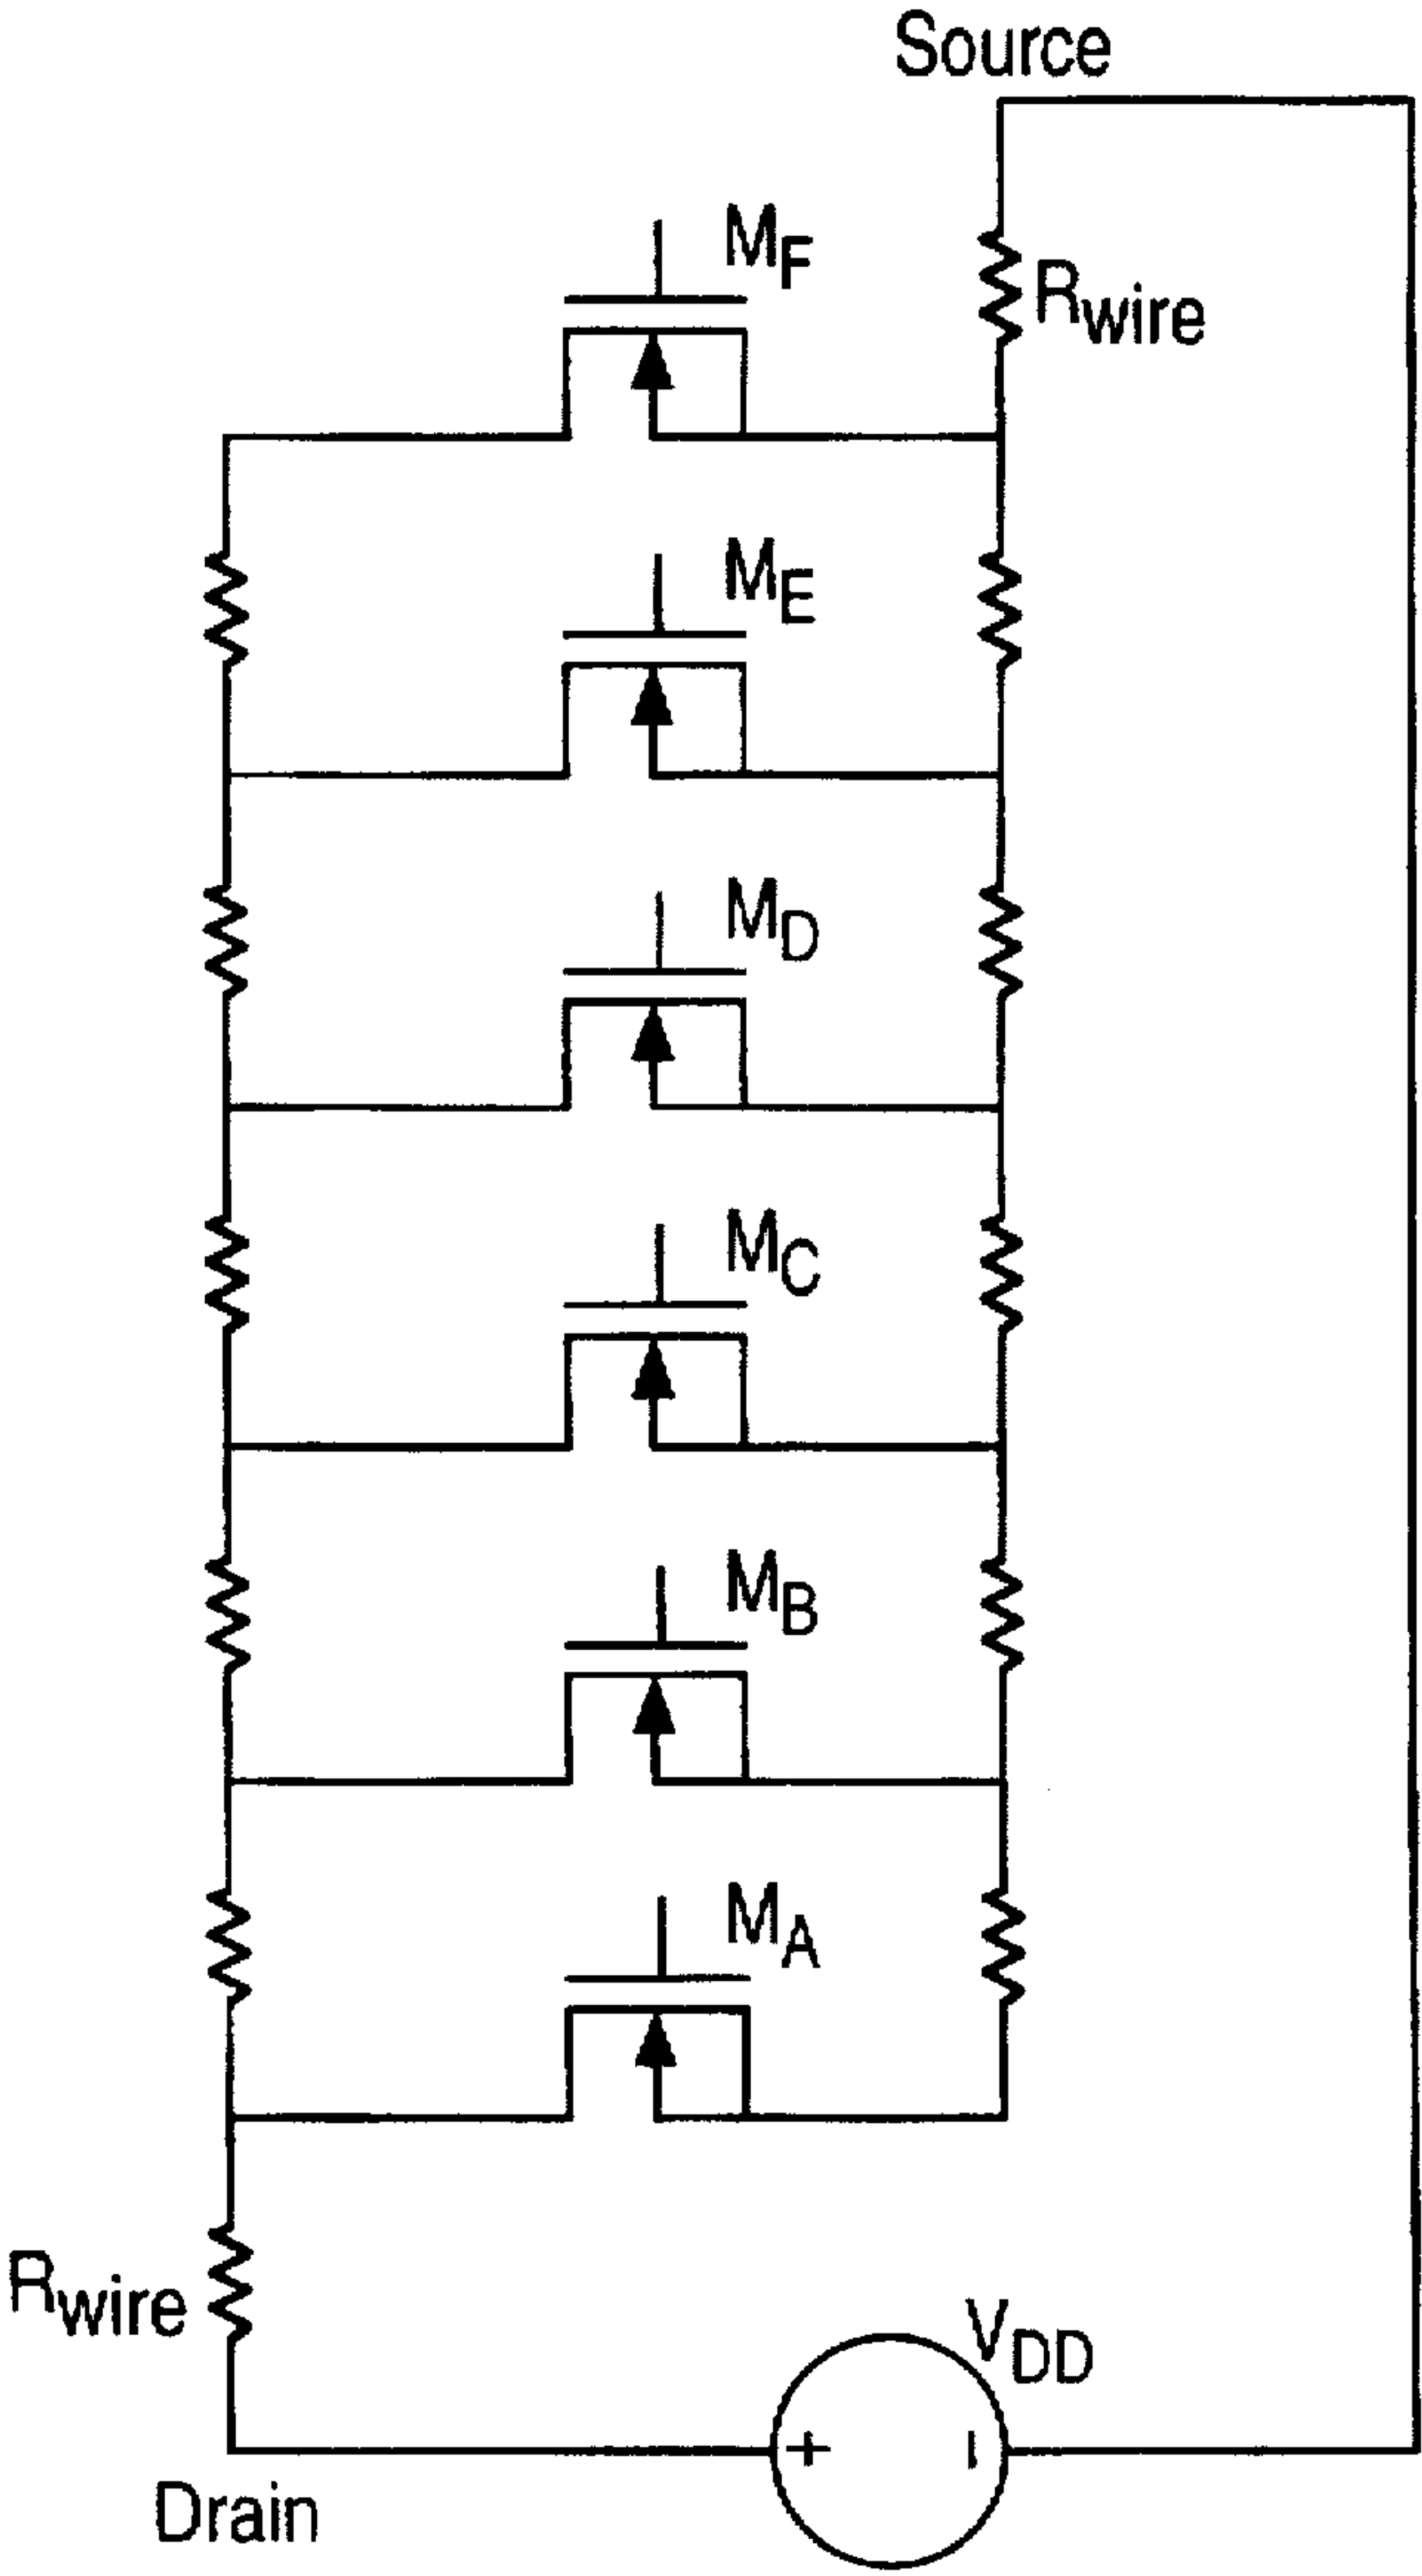 Source
MF
Rwire
ME
MD
MC
MB
MA
Rwire
VDD
+ −
Drain